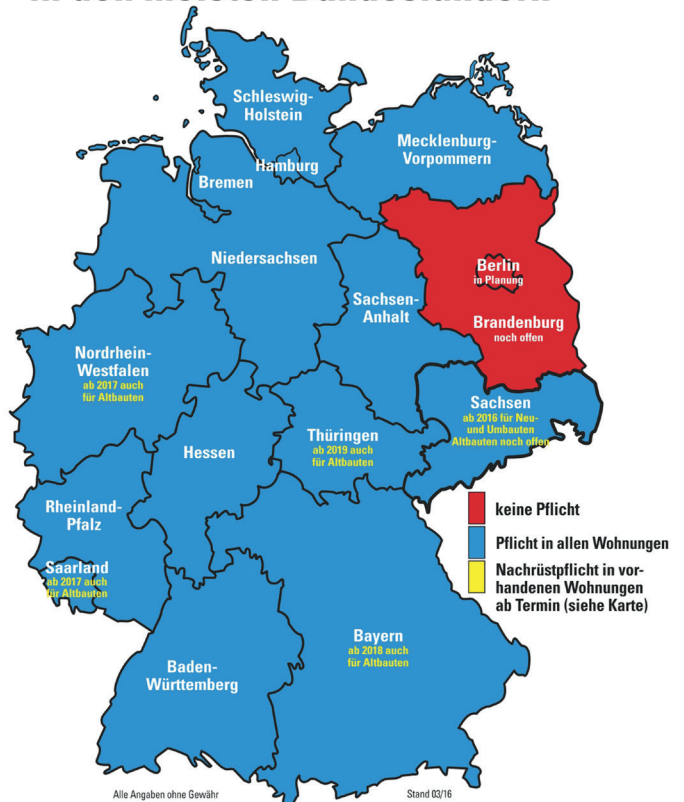 Schleswig-
Holstein
Mecklenburg-
Vorpommern
Hamburg
Bremen
Niedersachsen
Berlin
in Planung
Sachsen-
Anhalt
Brandenburg
noch offen
Nordrhein-
Westfalen
ab 2017 auch
für Altbauten
Sachsen
ab 2016 für Neu-
und Umbauten
Altbauten noch offen
Thüringen
ab 2019 auch
für Altbauten
Hessen
Rheinland-
Pfalz
Saarland
ab 2017 auch
für Altbauten
keine Pflicht
Pflicht in allen Wohnungen
Nachrüstpflicht in vor-
handenen Wohnungen
ab Termin (siehe Karte)
Bayern
ab 2018 auch
für Altbauten
Baden-
Württemberg
Alle Angaben ohne Gewähr
Stand 03/16